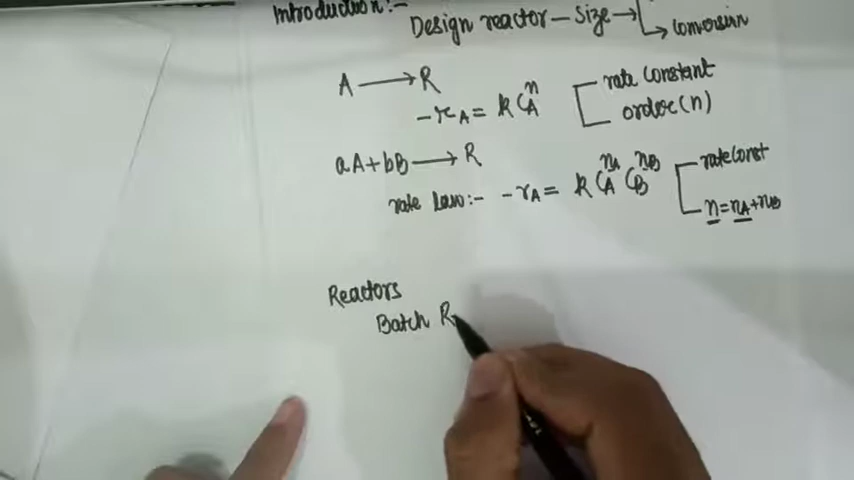 Introduction:-
Design reactor - Size → Conversion
A → R
-rA = k CA^n
rate Constant
order (n)
aA + bB → R
rate Law:- -rA = k CA^nA CB^nB
rate Const
n = nA + nB
Reactors
Batch R